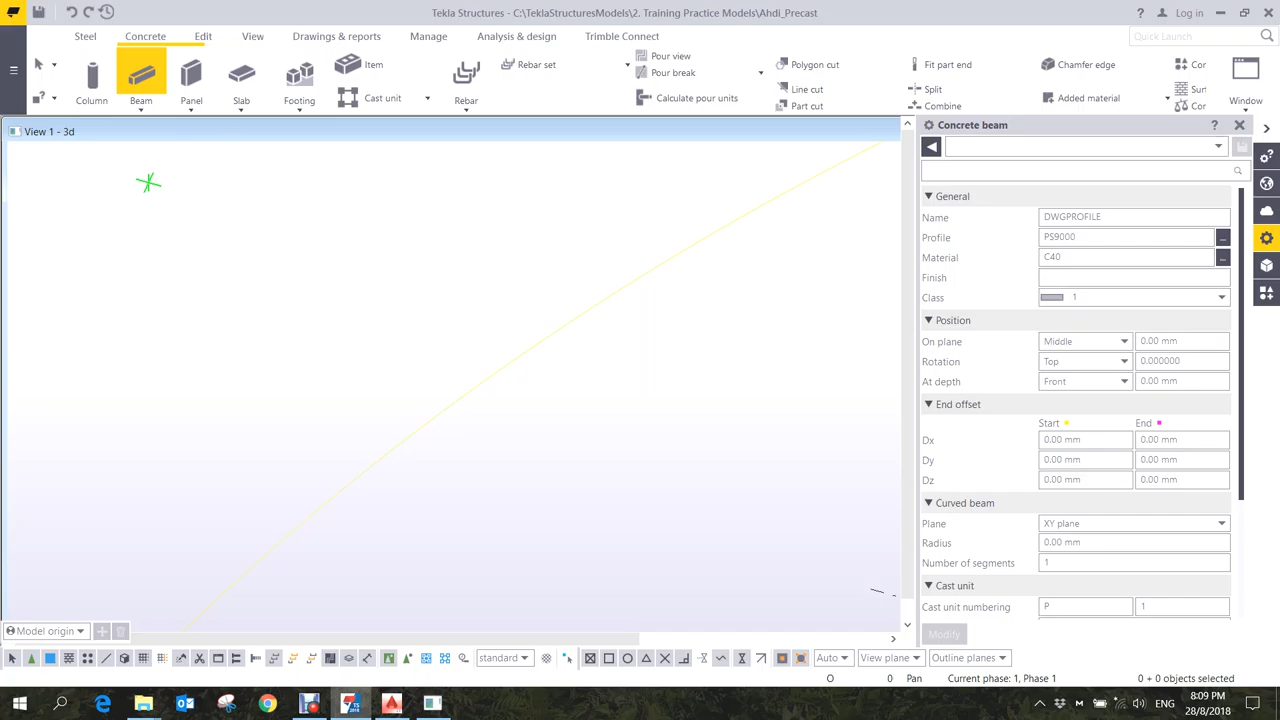 Tekla Structures - C:\TeklaStructuresModels\2. Training Practice Models\Ahdi_Precast
Log in
Steel Concrete Edit View Drawings & reports Manage Analysis & design Trimble Connect
Quick Launch
Column
Beam
Panel
Slab
Footing
Item
Cast unit
Rebar
Rebar set
Pour view
Pour break
Calculate pour units
Polygon cut
Line cut
Part cut
Fit part end
Split
Combine
Chamfer edge
Added material
Cor
Sur
Cor
Window
View 1 - 3d
Concrete beam
General
Name DWGPROFILE
Profile PS9000 ...
Material C40 ...
Finish
Class 1
Position
On plane Middle 0.00 mm
Rotation Top 0.000000
At depth Front 0.00 mm
End offset
Start End
Dx 0.00 mm 0.00 mm
Dy 0.00 mm 0.00 mm
Dz 0.00 mm 0.00 mm
Curved beam
Plane XY plane
Radius 0.00 mm
Number of segments 1
Cast unit
Cast unit numbering P 1
Modify
Model origin
standard Auto View plane Outline planes
O 0 Pan Current phase: 1, Phase 1 0 + 0 objects selected
ENG
8:09 PM
28/8/2018